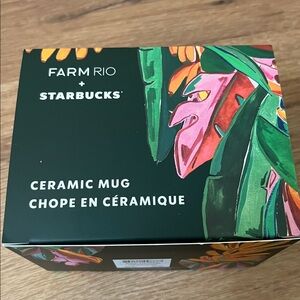 FARM RIO
+
STARBUCKS
CERAMIC MUG
CHOPE EN CÉRAMIQUE